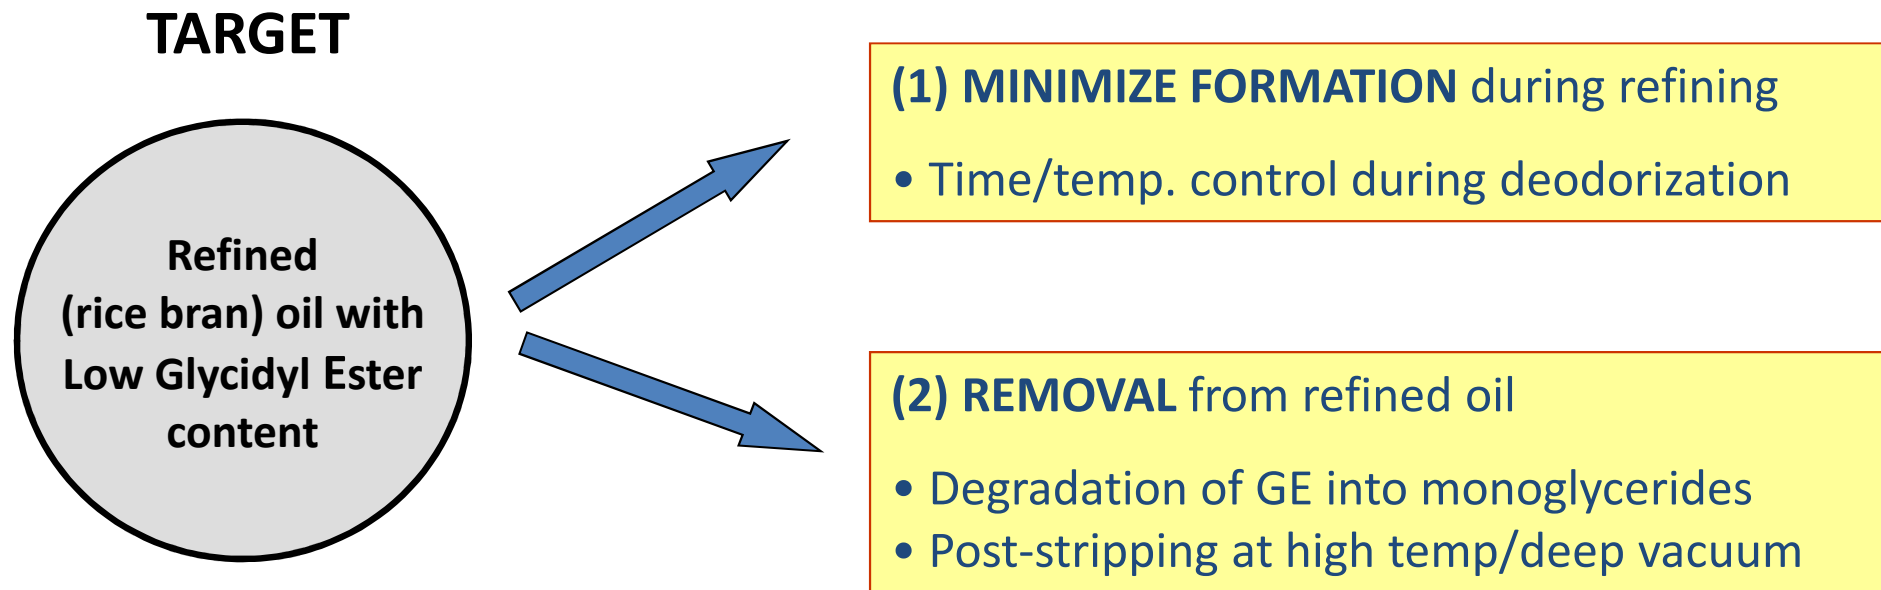 TARGET
Refined
(rice bran) oil with
Low Glycidyl Ester
content
(1) MINIMIZE FORMATION during refining
• Time/temp. control during deodorization
(2) REMOVAL from refined oil
• Degradation of GE into monoglycerides
• Post-stripping at high temp/deep vacuum